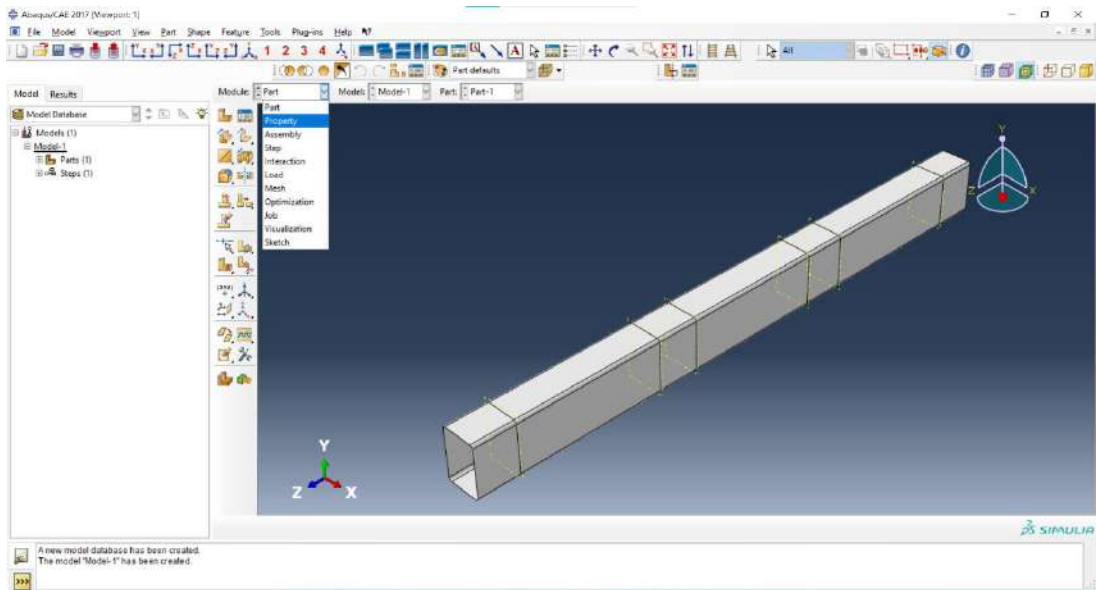 Abaqus/CAE 2017 [Viewport: 1]
File Model Viewport View Part Shape Feature Tools Plug-ins Help
1 2 3 4 A All
Part defaults
Model Results Module: Part Model: Model-1 Part: Part-1
Model Database
Models (1)
Model-1
Parts (1)
Steps (1)
Part
Property
Assembly
Step
Interaction
Load
Mesh
Optimization
Job
Visualization
Sketch
(XYZ)
Y
Z X
Y
Z X
SIMULIA
A new model database has been created.
The model "Model-1" has been created.
>>>